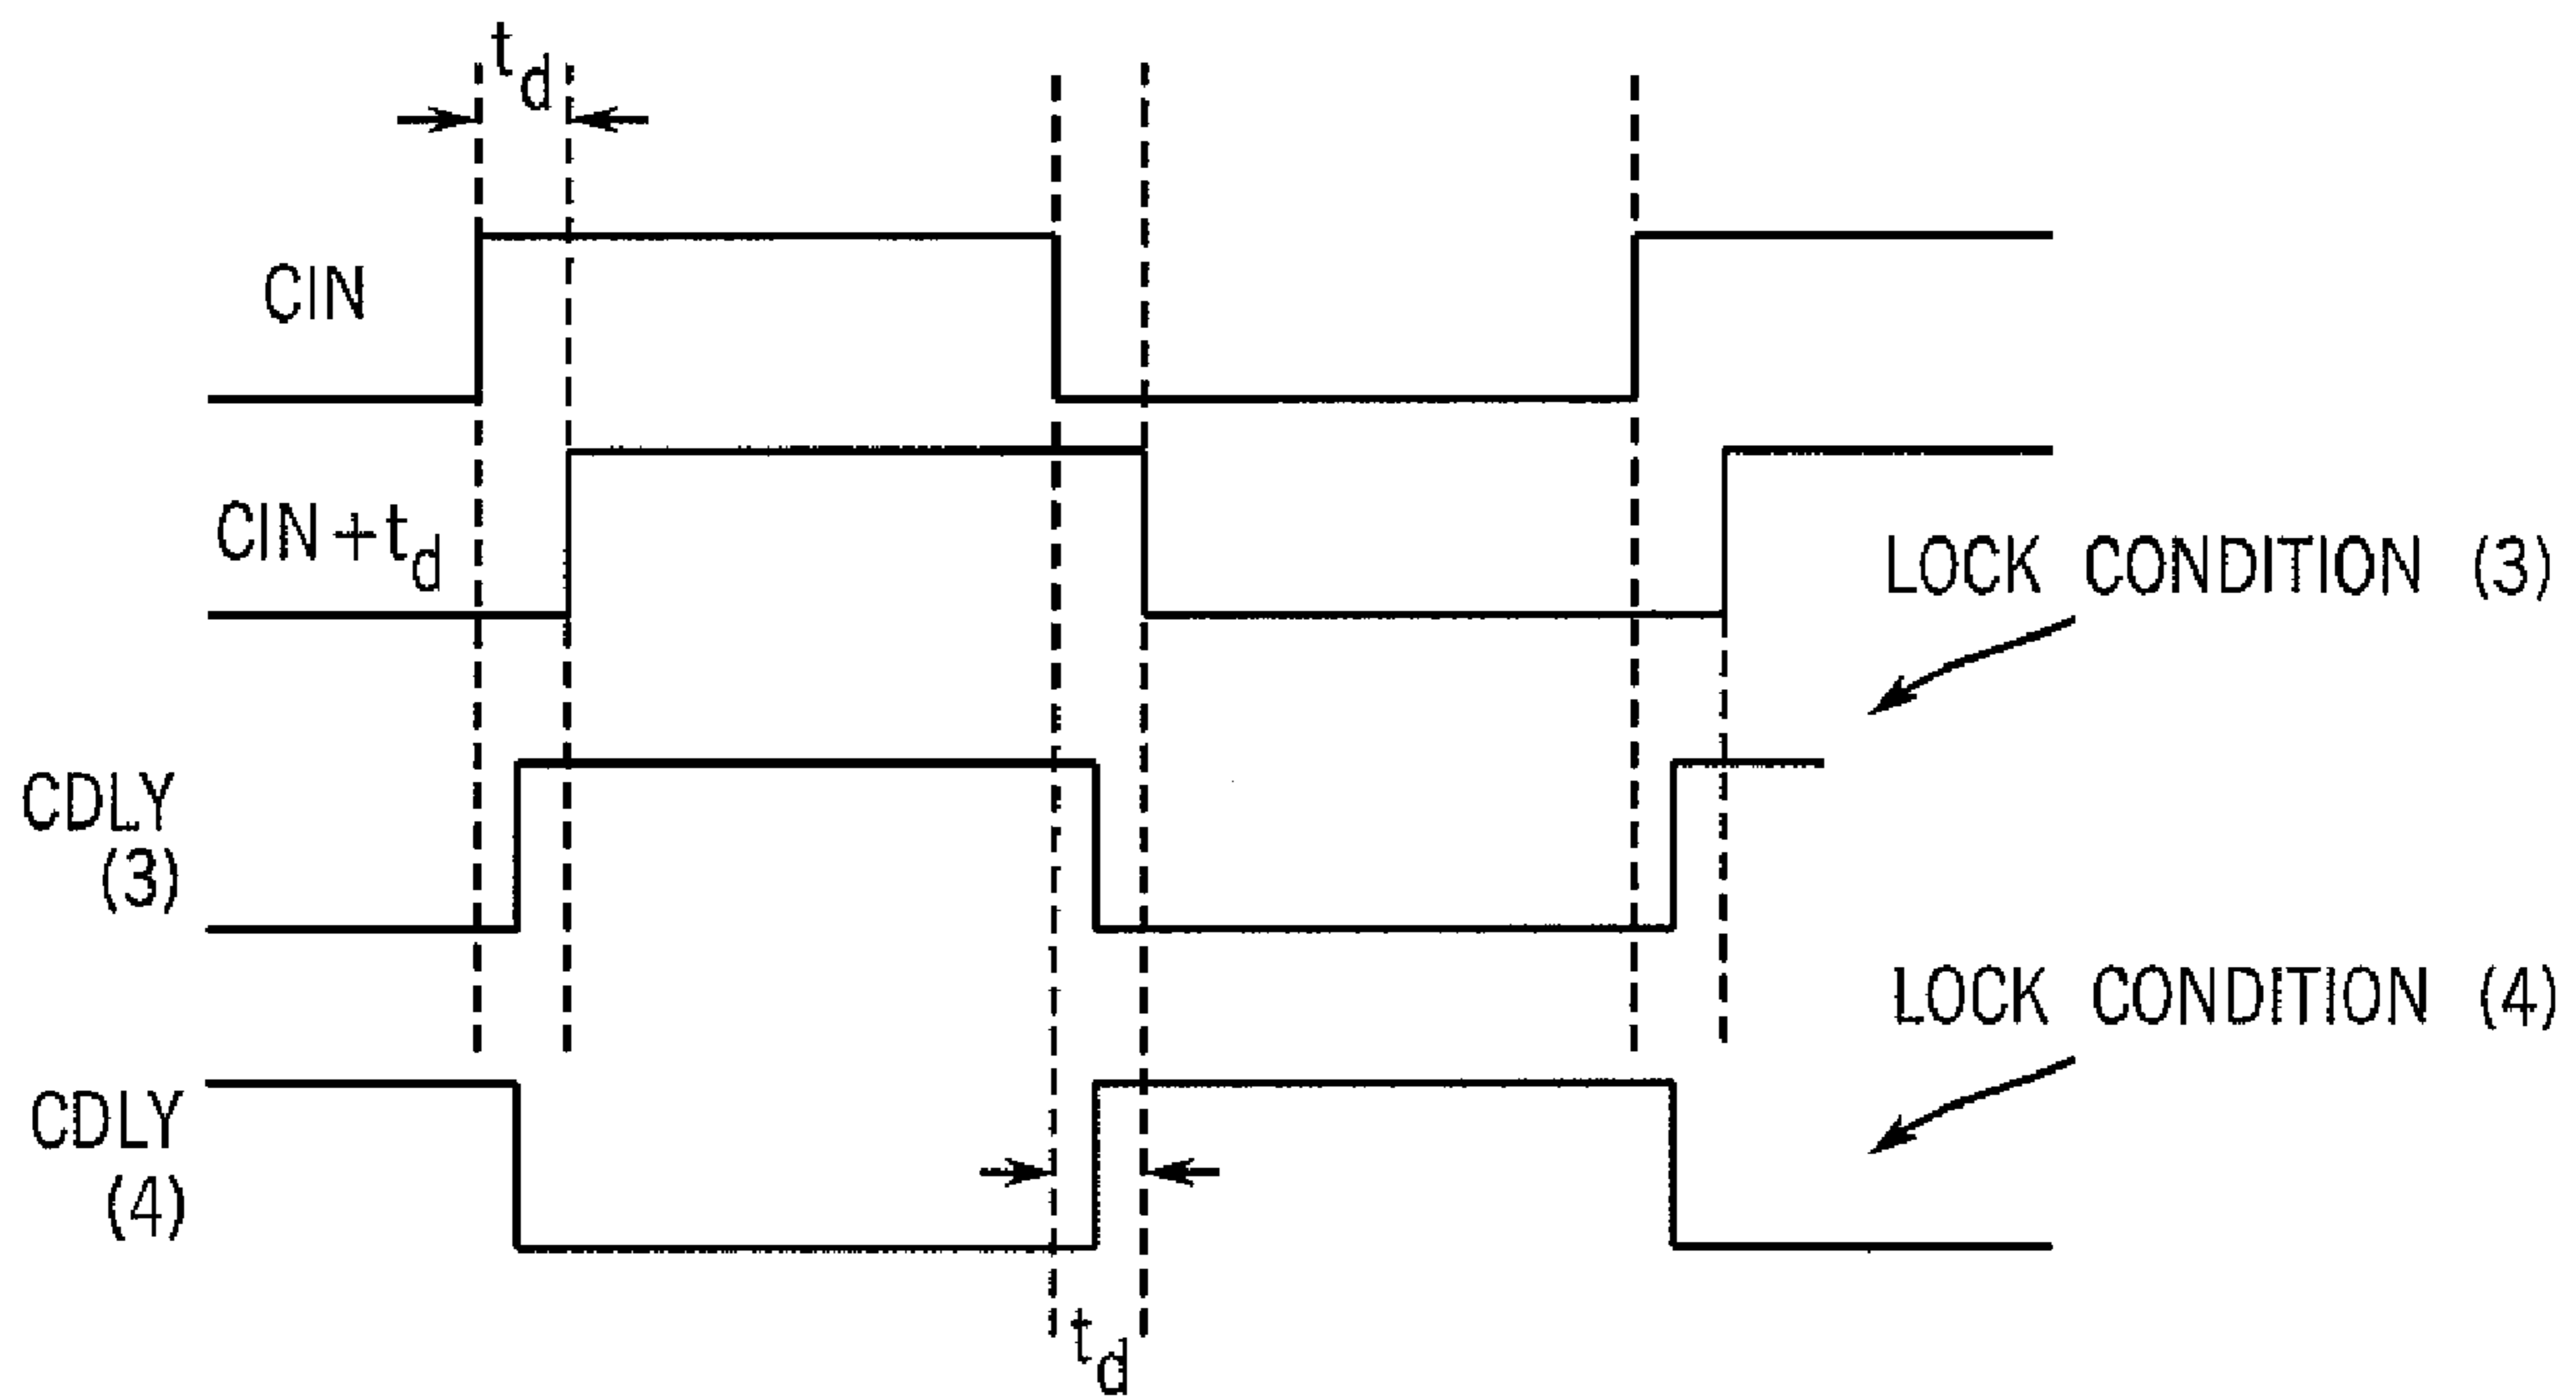 td
CIN
CIN+td
LOCK CONDITION (3)
CDLY
(3)
LOCK CONDITION (4)
CDLY
(4)
td